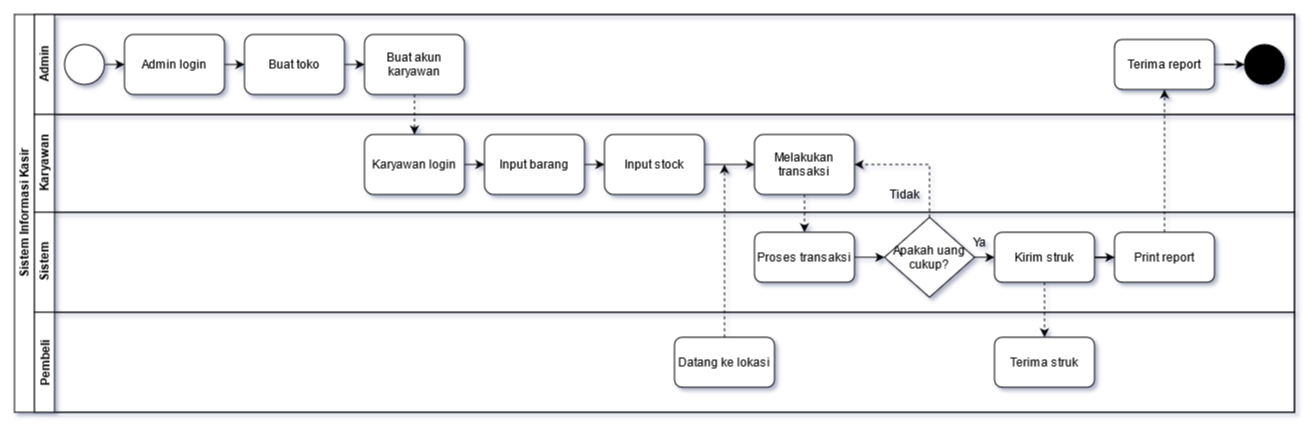 Sistem Informasi Kasir
Admin
Admin login
Buat toko
Buat akun
karyawan
Terima report
Karyawan
Karyawan login
Input barang
Input stock
Melakukan
transaksi
Tidak
Sistem
Proses transaksi
Apakah uang
cukup?
Ya
Kirim struk
Print report
Pembeli
Datang ke lokasi
Terima struk